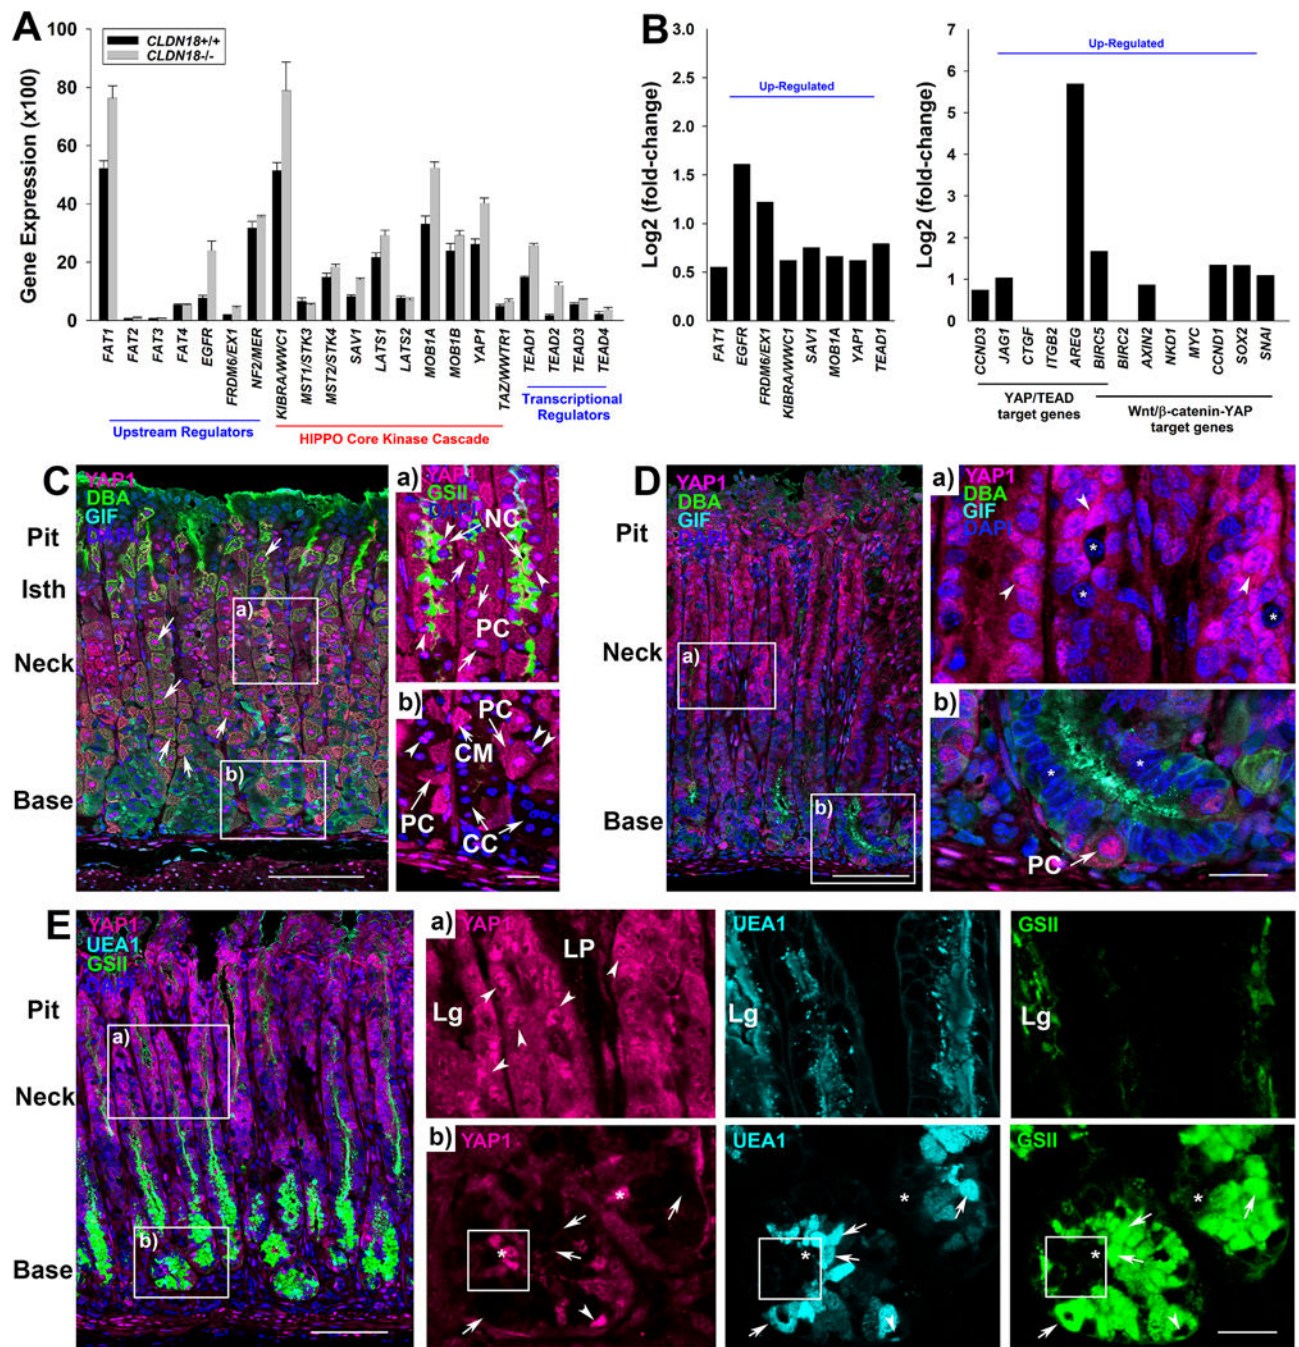 A
CLDN18+/+
CLDN18-/-
Gene Expression (x100)
100
80
60
40
20
0
FAT1
FAT2
FAT3
FAT4
EGFR
FRDM6/EX1
NF2/MER
KIBRA/WWC1
MST1/STK3
MST2/STK4
SAV1
LATS1
LATS2
MOB1A
MOB1B
YAP1
TAZ/WWTR1
TEAD1
TEAD2
TEAD3
TEAD4
Upstream Regulators
HIPPO Core Kinase Cascade
Transcriptional
Regulators
B
Log2 (fold-change)
3.0
2.5
2.0
1.5
1.0
0.5
0.0
Up-Regulated
FAT1
EGFR
FRDM6/EX1
KIBRA/WWC1
SAV1
MOB1A
YAP1
TEAD1
Log2 (fold-change)
7
6
5
4
3
2
1
0
Up-Regulated
CCND3
JAG1
CTGF
ITGB2
AREG
BIRC5
BIRC2
AXIN2
NKD1
MYC
CCND1
SOX2
SNAI
YAP/TEAD
target genes
Wnt/β-catenin-YAP
target genes
C
YAP1
DBA
GIF
DAPI
Pit
Isth
Neck
Base
a)
b)
a)
YAP1
GSII
DAPI
NC
PC
b)
PC
CM
PC
CC
D
YAP1
DBA
GIF
DAPI
Pit
Neck
Base
a)
b)
a)
YAP1
DBA
GIF
DAPI
*
*
*
b)
*
*
PC
E
YAP1
UEA1
GSII
DAPI
Pit
Neck
Base
a)
b)
a)
YAP1
LP
Lg
UEA1
Lg
GSII
Lg
b)
YAP1
*
*
UEA1
*
*
GSII
*
*